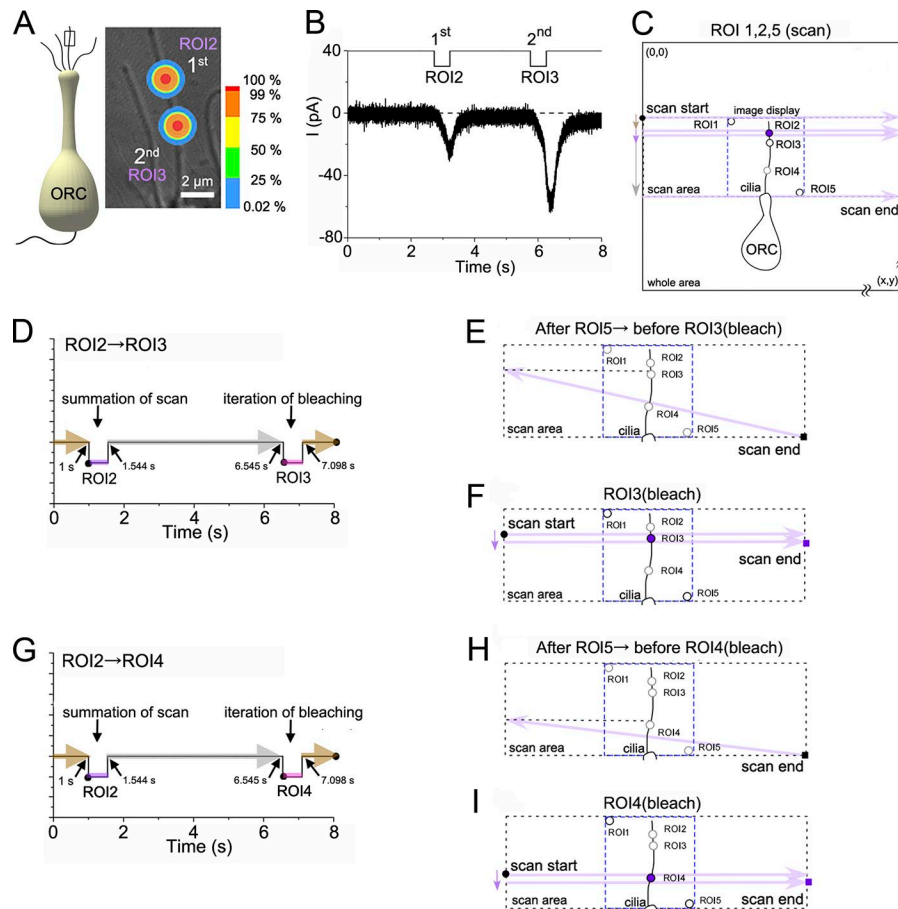 A
ROI2
1st
2nd
ROI3
ORC
2 μm
100 %
99 %
75 %
50 %
25 %
0.02 %
B
1st
2nd
ROI2
ROI3
I (pA)
40
0
-40
-80
0
2
4
6
8
Time (s)
C
ROI 1,2,5 (scan)
(0,0)
scan start
image display
ROI1
ROI2
ROI3
ROI4
scan area
cilia
ROI5
scan end
ORC
whole area
(x,y)
D
ROI2→ROI3
summation of scan
iteration of bleaching
1 s
1.544 s
6.545 s
7.098 s
ROI2
ROI3
0
2
4
6
8
Time (s)
E
After ROI5→ before ROI3(bleach)
ROI1
ROI2
ROI3
ROI4
scan area
cilia
ROI5
scan end
F
ROI3(bleach)
scan start
ROI1
ROI2
ROI3
scan end
ROI4
scan area
cilia
ROI5
G
ROI2→ROI4
summation of scan
iteration of bleaching
1 s
1.544 s
6.545 s
7.098 s
ROI2
ROI4
0
2
4
6
8
Time (s)
H
After ROI5→ before ROI4(bleach)
ROI1
ROI2
ROI3
ROI4
scan area
cilia
ROI5
scan end
I
ROI4(bleach)
ROI1
ROI2
ROI3
scan start
ROI4
scan area
cilia
ROI5
scan end